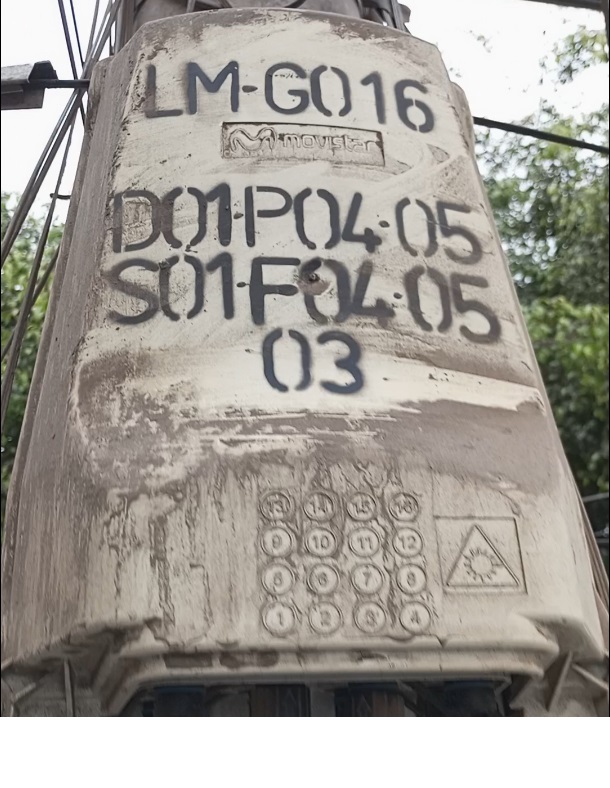 LM-G016
movistar
D01-P04-05
S01-F04-05
03
13 14 15 16
9 10 11 12
5 6 7 8
1 2 3 4